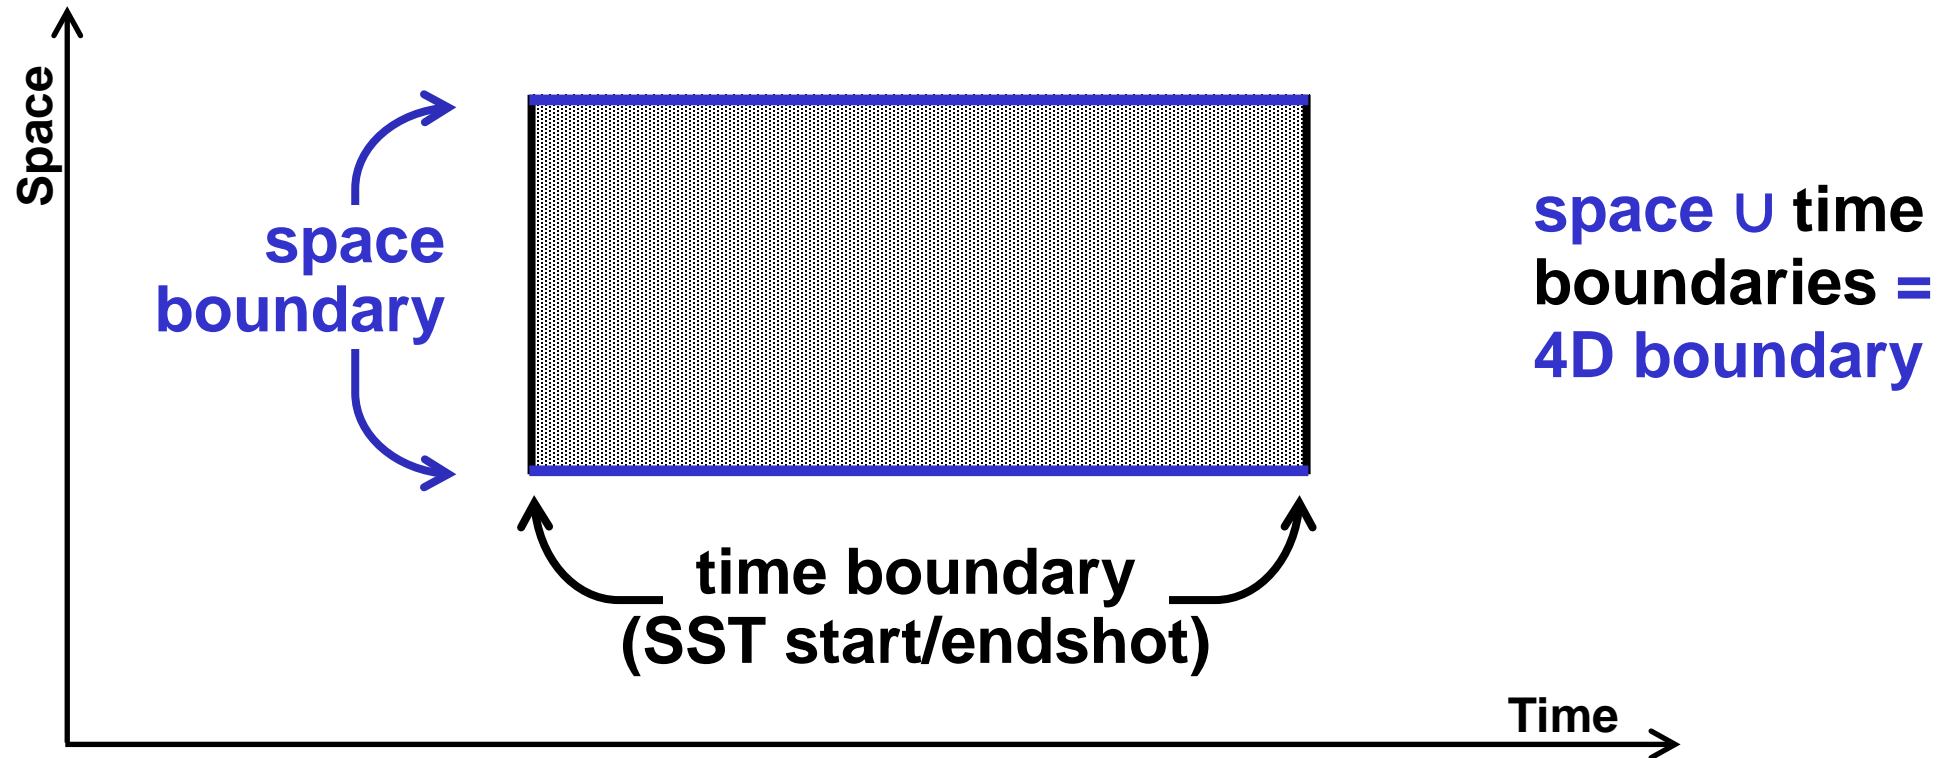 Space
space
boundary
space ∪ time
boundaries =
4D boundary
time boundary
(SST start/endshot)
Time